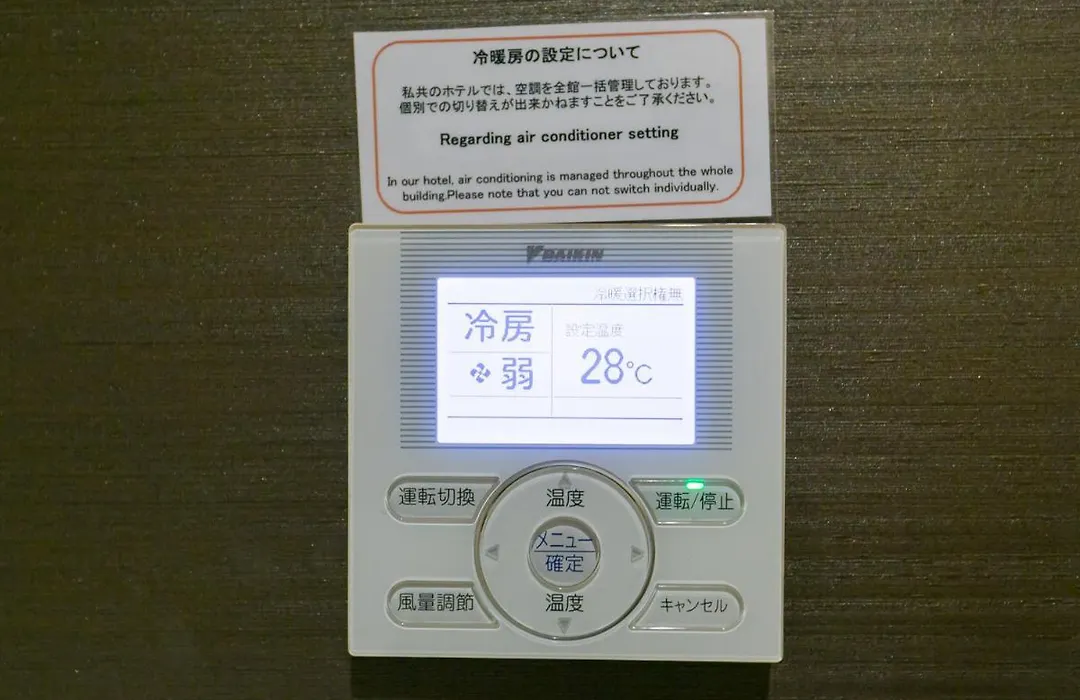 冷暖房の設定について
私共のホテルでは、空調を全館一括管理しております。
個別での切り替えが出来かねますことをご了承ください。
Regarding air conditioner setting
In our hotel, air conditioning is managed throughout the whole
building.Please note that you can not switch individually.
DAIKIN
冷暖選択権無
冷房
設定温度
弱
28℃
運転切換
温度
運転/停止
メニュー
確定
風量調節
温度
キャンセル